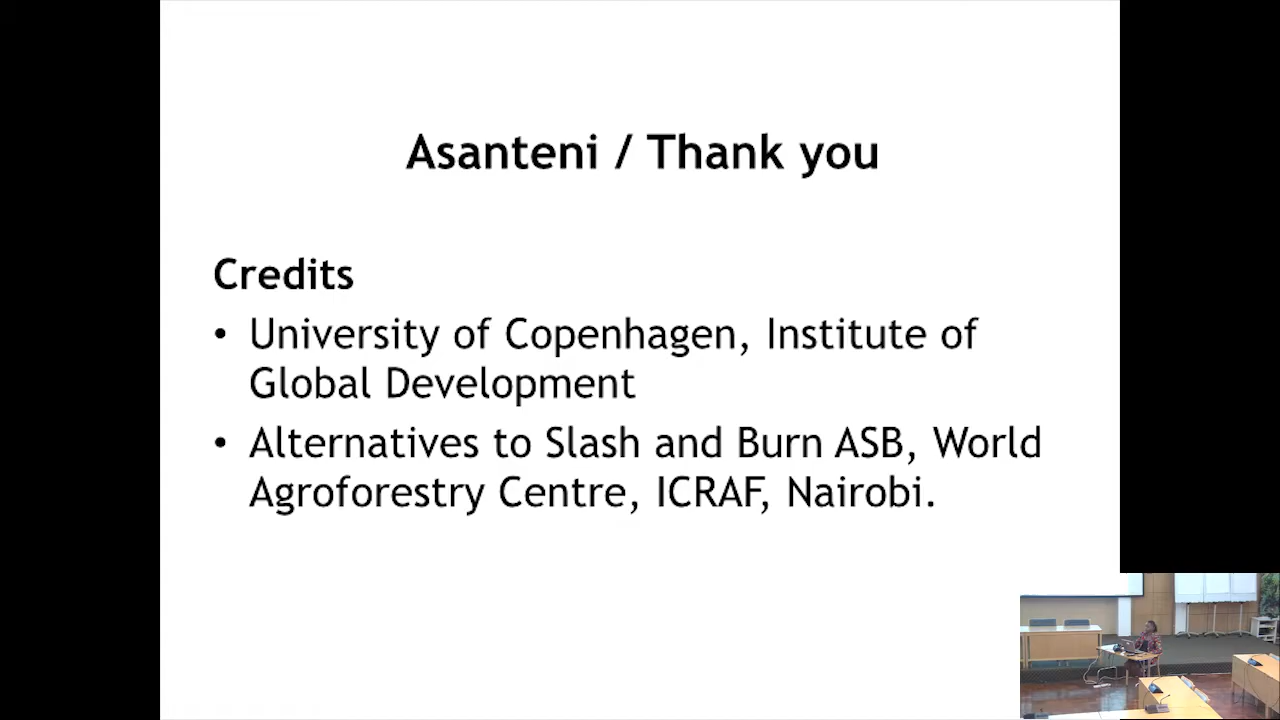 Asanteni / Thank you
Credits
• University of Copenhagen, Institute of
Global Development
• Alternatives to Slash and Burn ASB, World
Agroforestry Centre, ICRAF, Nairobi.